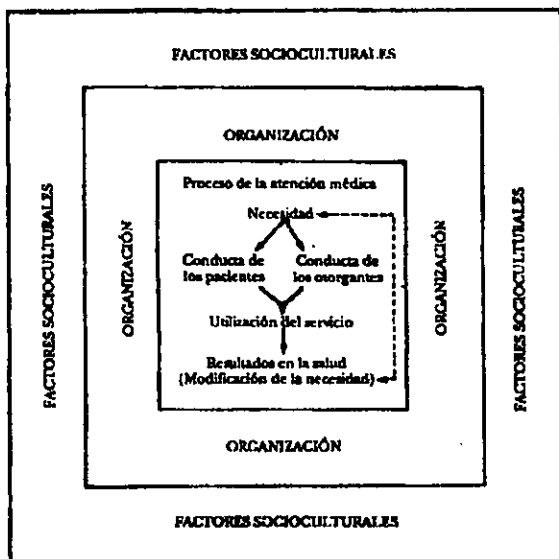 FACTORES SOCIOCULTURALES
ORGANIZACIÓN
Proceso de la atención médica
Necesidad
Conducta de
los pacientes
Conducta de
los otorgantes
Utilización del servicio
Resultados en la salud
(Modificación de la necesidad)
ORGANIZACIÓN
ORGANIZACIÓN
ORGANIZACIÓN
FACTORES SOCIOCULTURALES
FACTORES SOCIOCULTURALES
FACTORES SOCIOCULTURALES